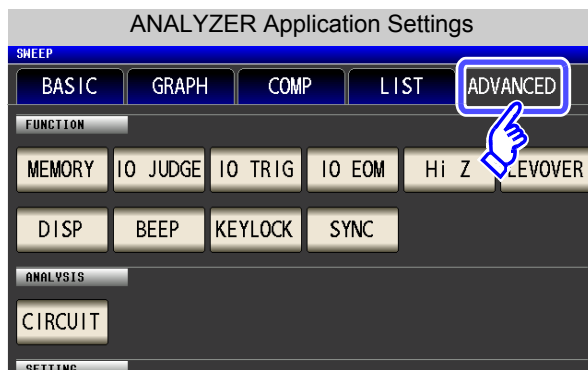 ANALYZER Application Settings
SWEEP
BASIC GRAPH COMP LIST ADVANCED
FUNCTION
MEMORY IO JUDGE IO TRIG IO EOM Hi Z LEVOVER
DISP BEEP KEYLOCK SYNC
ANALYSIS
CIRCUIT
SETTING